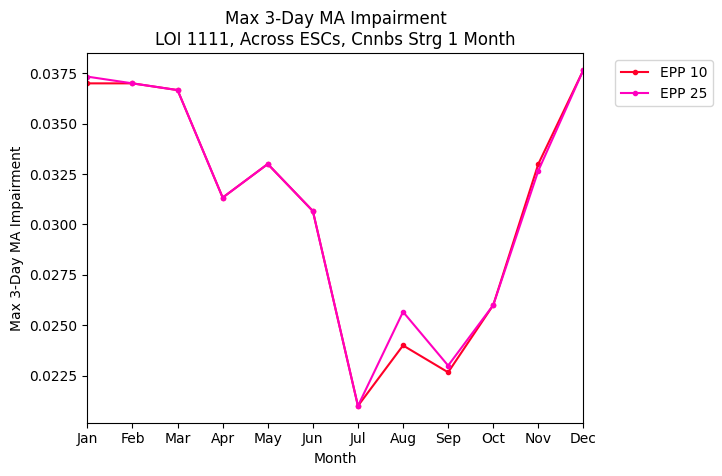 Max 3-Day MA Impairment
LOI 1111, Across ESCs, Cnnbs Strg 1 Month
EPP 10
EPP 25
Max 3-Day MA Impairment
0.0375
0.0350
0.0325
0.0300
0.0275
0.0250
0.0225
Jan Feb Mar Apr May Jun Jul Aug Sep Oct Nov Dec
Month